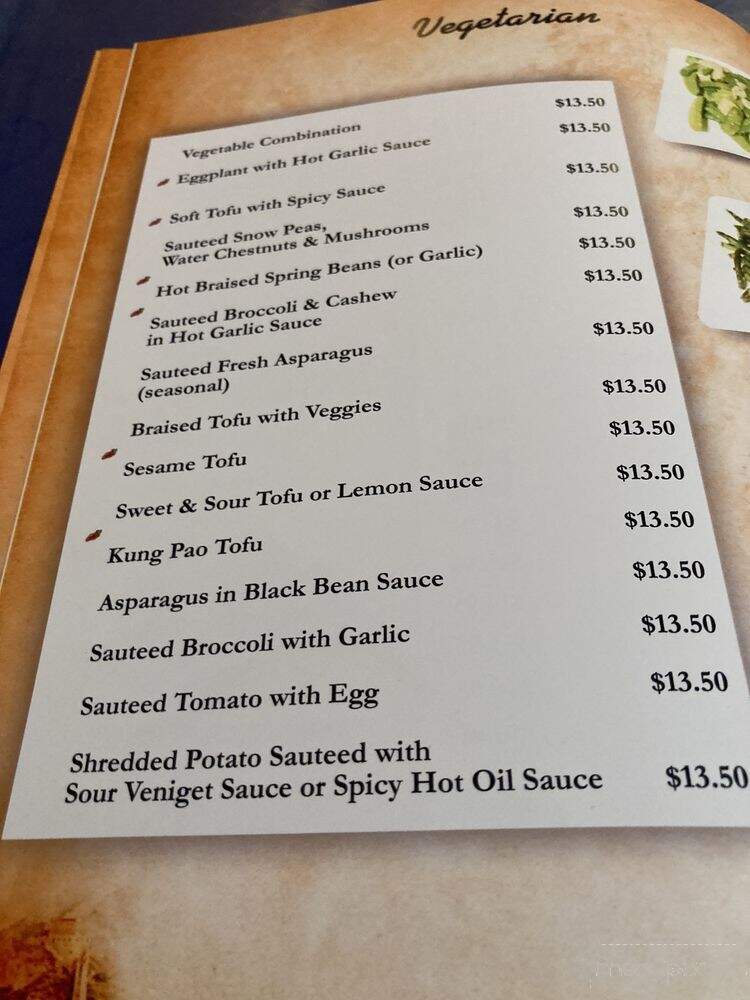 Vegetarian
Vegetable Combination $13.50
Eggplant with Hot Garlic Sauce $13.50
Soft Tofu with Spicy Sauce $13.50
Sauteed Snow Peas,
Water Chestnuts & Mushrooms $13.50
Hot Braised Spring Beans (or Garlic) $13.50
Sauteed Broccoli & Cashew $13.50
in Hot Garlic Sauce
Sauteed Fresh Asparagus $13.50
(seasonal)
Braised Tofu with Veggies $13.50
Sesame Tofu $13.50
Sweet & Sour Tofu or Lemon Sauce $13.50
Kung Pao Tofu $13.50
Asparagus in Black Bean Sauce $13.50
Sauteed Broccoli with Garlic $13.50
Sauteed Tomato with Egg $13.50
Shredded Potato Sauteed with
Sour Veniget Sauce or Spicy Hot Oil Sauce $13.50